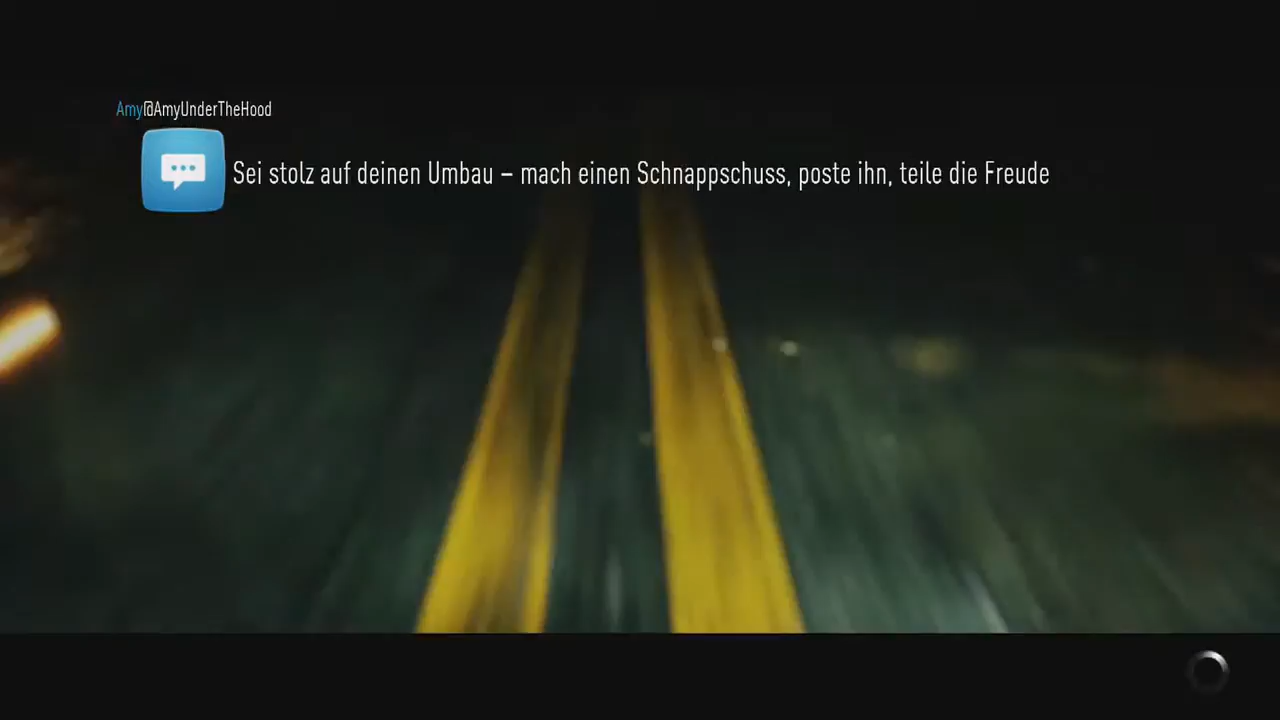 Amy@AmyUnderTheHood
Sei stolz auf deinen Umbau – mach einen Schnappschuss, poste ihn, teile die Freude